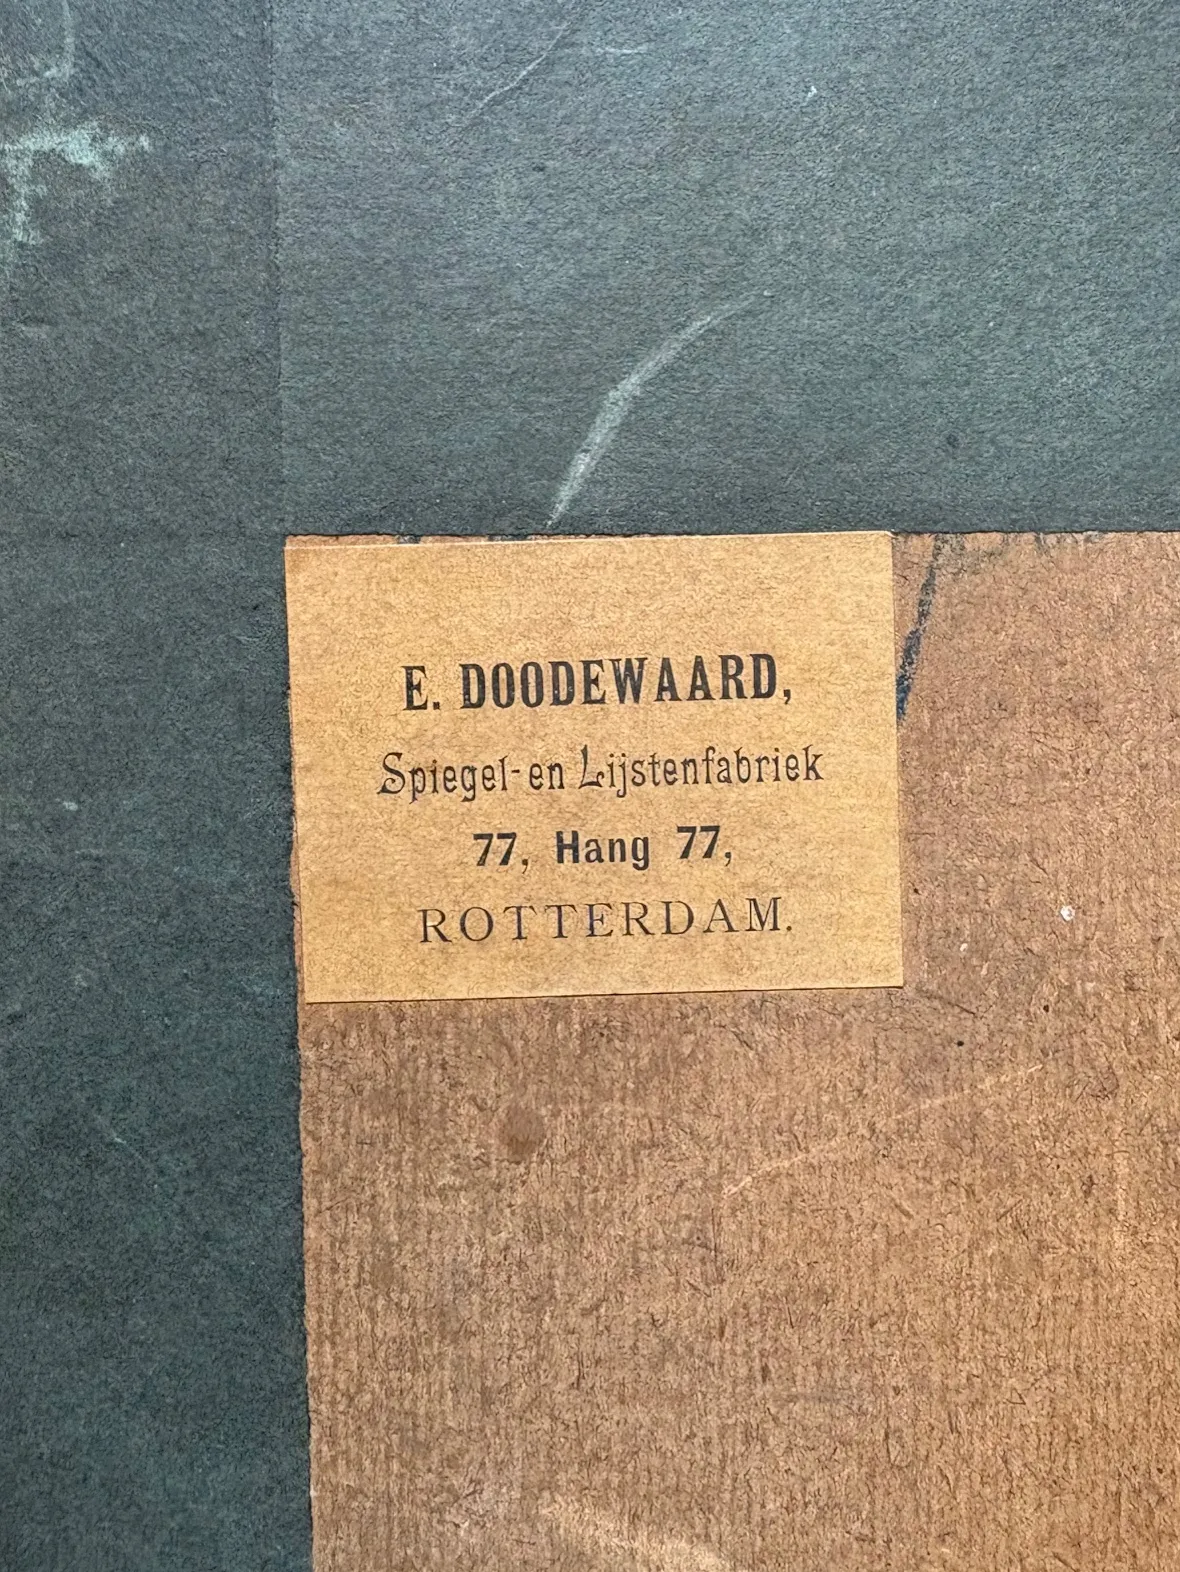 E. DOODEWAARD,
Spiegel- en Lijstenfabriek
77, Hang 77,
ROTTERDAM.